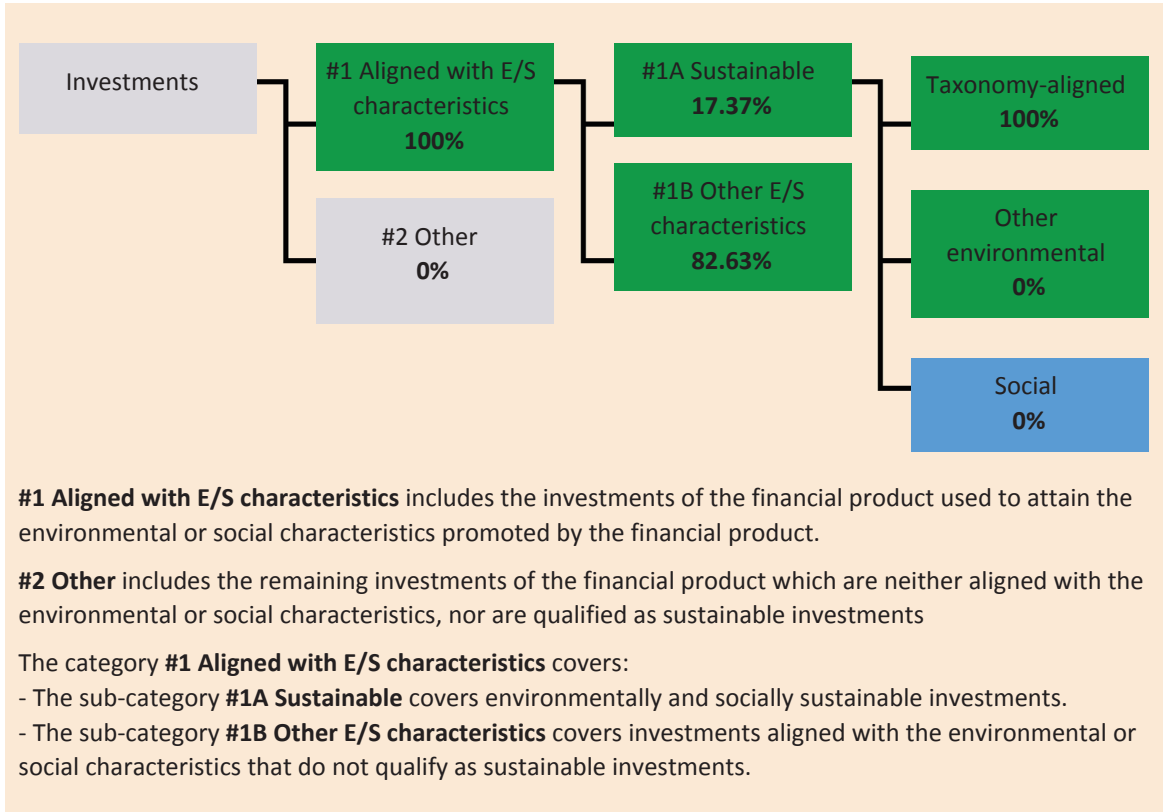 Investments
#1 Aligned with E/S
characteristics
100%
#2 Other
0%
#1A Sustainable
17.37%
#1B Other E/S
characteristics
82.63%
Taxonomy-aligned
100%
Other
environmental
0%
Social
0%
#1 Aligned with E/S characteristics includes the investments of the financial product used to attain the
environmental or social characteristics promoted by the financial product.
#2 Other includes the remaining investments of the financial product which are neither aligned with the
environmental or social characteristics, nor are qualified as sustainable investments
The category #1 Aligned with E/S characteristics covers:
- The sub-category #1A Sustainable covers environmentally and socially sustainable investments.
- The sub-category #1B Other E/S characteristics covers investments aligned with the environmental or
social characteristics that do not qualify as sustainable investments.